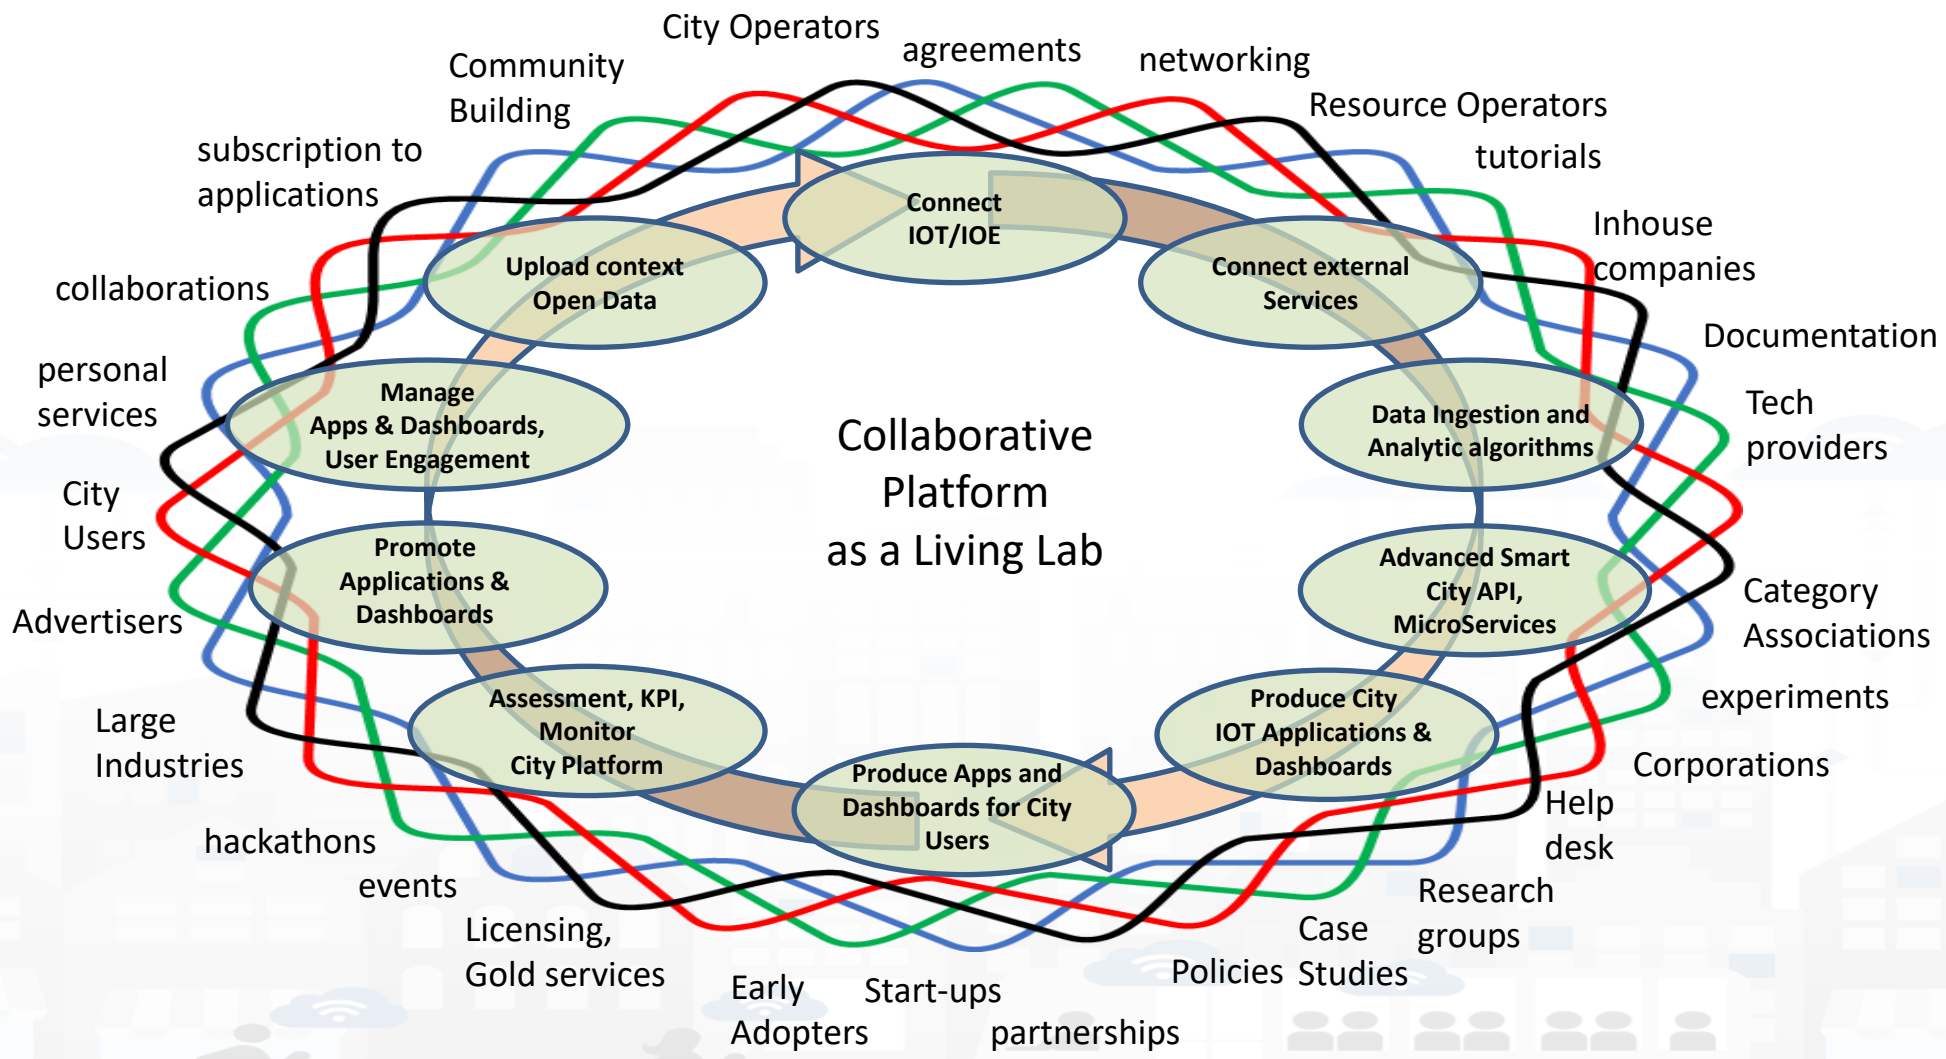 City Operators
agreements
networking
Community
Building
Resource Operators
tutorials
subscription to
applications
Inhouse
companies
collaborations
Documentation
personal
services
Tech
providers
City
Users
Category
Associations
Advertisers
experiments
Large
Industries
Corporations
Help
desk
hackathons
events
Research
groups
Licensing,
Gold services
Case
Studies
Policies
Early
Adopters
Start-ups
partnerships
Connect
IOT/IOE
Connect external
Services
Data Ingestion and
Analytic algorithms
Advanced Smart
City API,
MicroServices
Produce City
IOT Applications &
Dashboards
Produce Apps and
Dashboards for City
Users
Assessment, KPI,
Monitor
City Platform
Promote
Applications &
Dashboards
Manage
Apps & Dashboards,
User Engagement
Upload context
Open Data
Collaborative
Platform
as a Living Lab